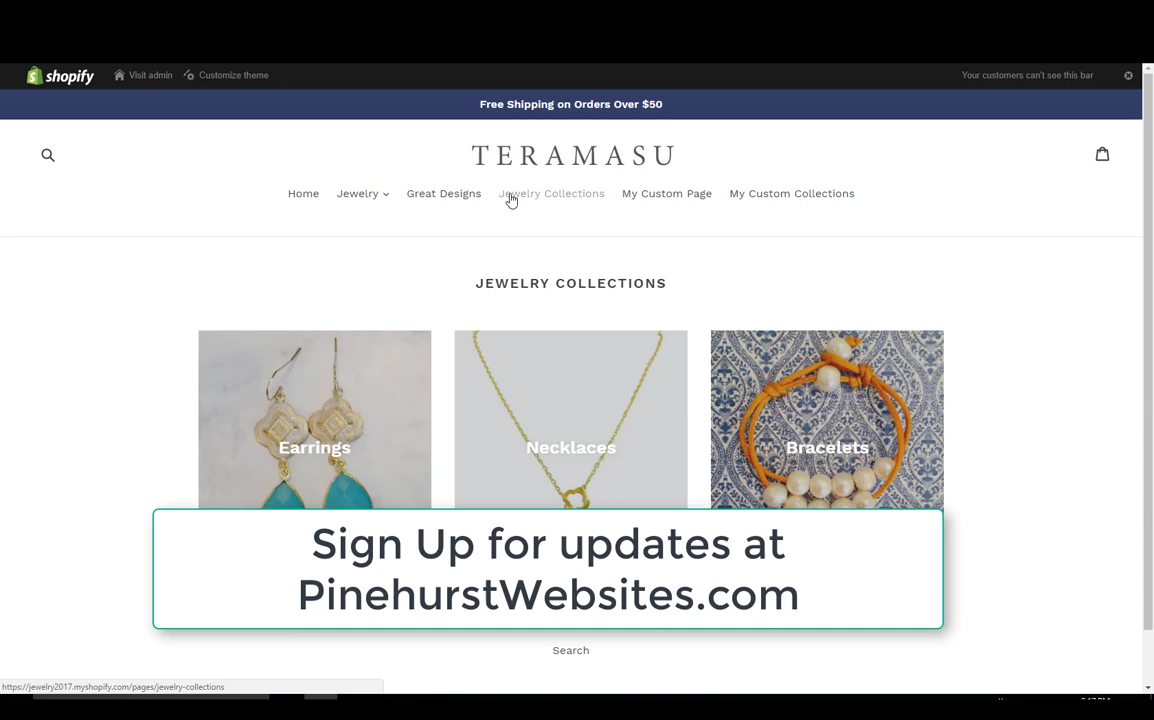 shopify Visit admin Customize theme Your customers can't see this bar
Free Shipping on Orders Over $50
TERAMASU
Home Jewelry Great Designs Jewelry Collections My Custom Page My Custom Collections
JEWELRY COLLECTIONS
Earrings Necklaces Bracelets
Sign Up for updates at
PinehurstWebsites.com
Search
https://jewelry2017.myshopify.com/pages/jewelry-collections